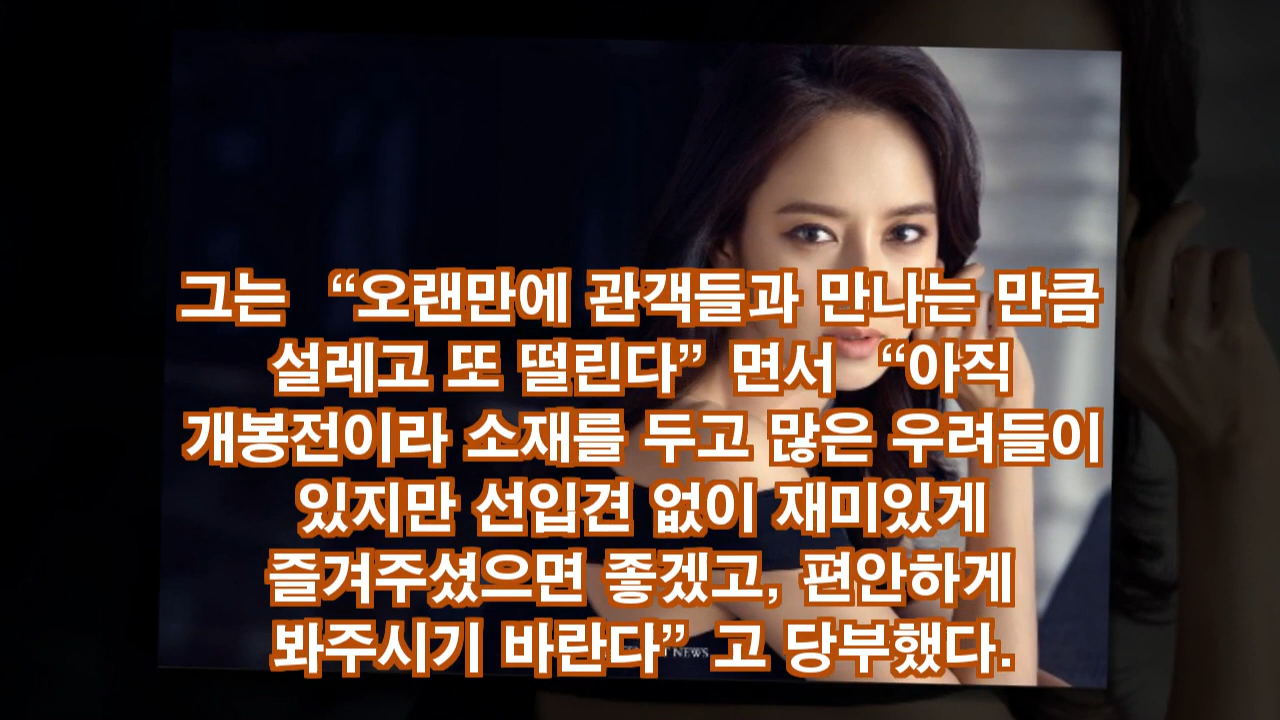 그는 “오랜만에 관객들과 만나는 만큼
설레고 또 떨린다” 면서 “아직
개봉전이라 소재를 두고 많은 우려들이
있지만 선입견 없이 재미있게
즐겨주셨으면 좋겠고, 편안하게
봐주시기 바란다” 고 당부했다.
NEWS